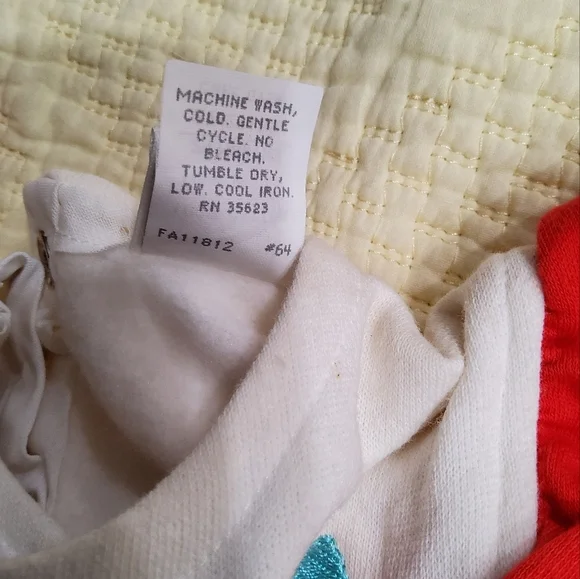 MACHINE WASH,
COLD. GENTLE
CYCLE. NO
BLEACH.
TUMBLE DRY,
LOW. COOL IRON.
RN 35623
FA11812 #64